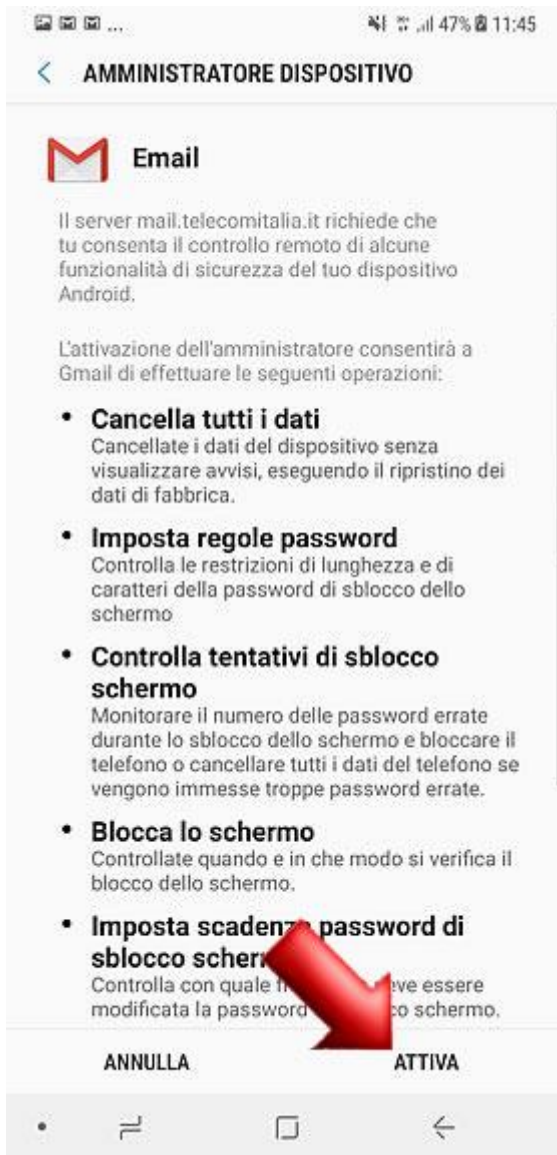 ... 47% 11:45
AMMINISTRATORE DISPOSITIVO
Email
Il server mail.telecomitalia.it richiede che
tu consenta il controllo remoto di alcune
funzionalità di sicurezza del tuo dispositivo
Android.
L'attivazione dell'amministratore consentirà a
Gmail di effettuare le seguenti operazioni:
• Cancella tutti i dati
Cancellate i dati del dispositivo senza
visualizzare avvisi, eseguendo il ripristino dei
dati di fabbrica.
• Imposta regole password
Controlla le restrizioni di lunghezza e di
caratteri della password di sblocco dello
schermo
• Controlla tentativi di sblocco
schermo
Monitorare il numero delle password errate
durante lo sblocco dello schermo e bloccare il
telefono o cancellare tutti i dati del telefono se
vengono immesse troppe password errate.
• Blocca lo schermo
Controllate quando e in che modo si verifica il
blocco dello schermo.
• Imposta scadenza password di
sblocco
Controlla con quale essere
modificata la password schermo.
ANNULLA ATTIVA